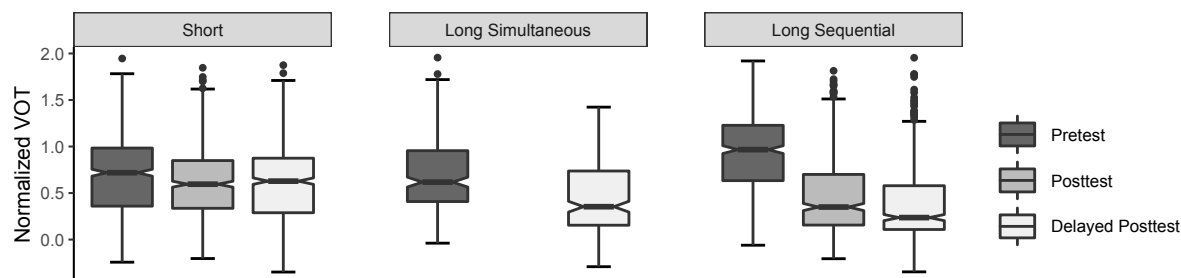 Short
Long Simultaneous
Long Sequential
Normalized VOT
2.0
1.5
1.0
0.5
0.0
Pretest
Posttest
Delayed Posttest